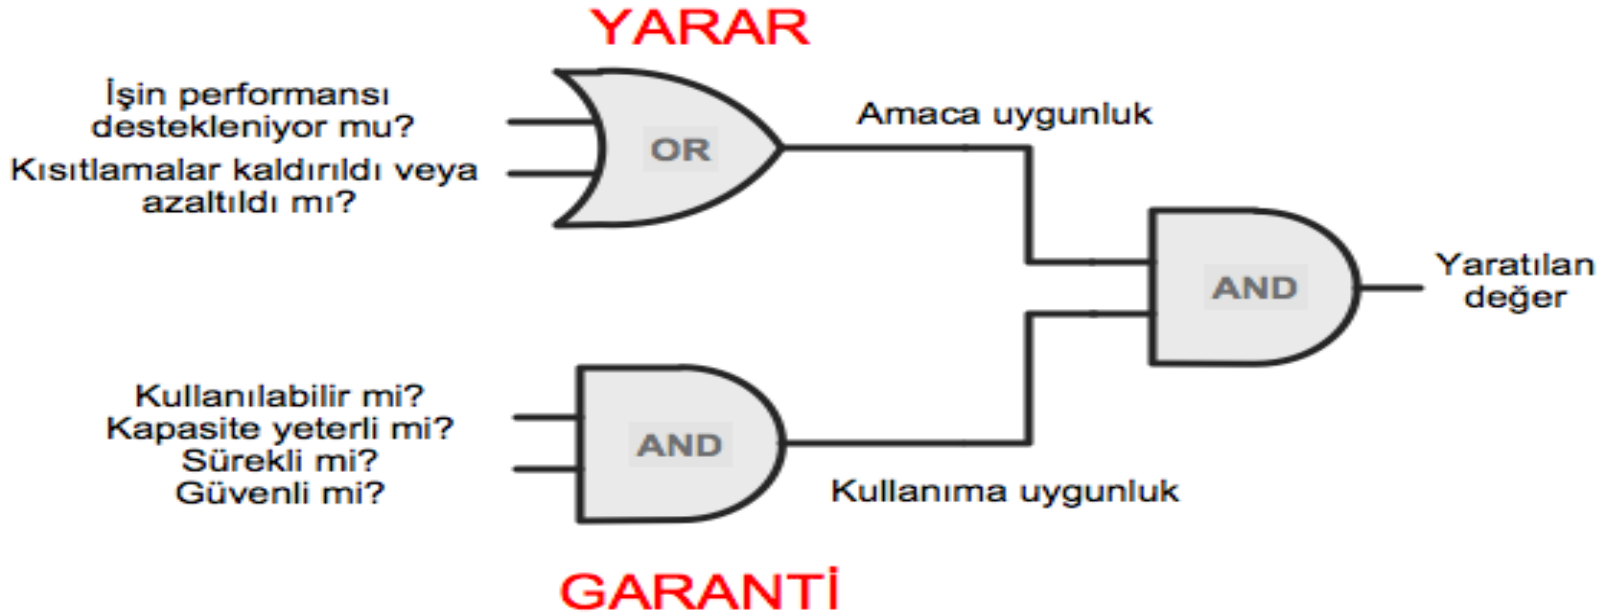 YARAR
İşin performansı
destekleniyor mu?
Kısıtlamalar kaldırıldı veya
azaltıldı mı?
OR
Amaca uygunluk
AND
Yaratılan
değer
Kullanılabilir mi?
Kapasite yeterli mi?
Sürekli mi?
Güvenli mi?
AND
Kullanıma uygunluk
GARANTİ